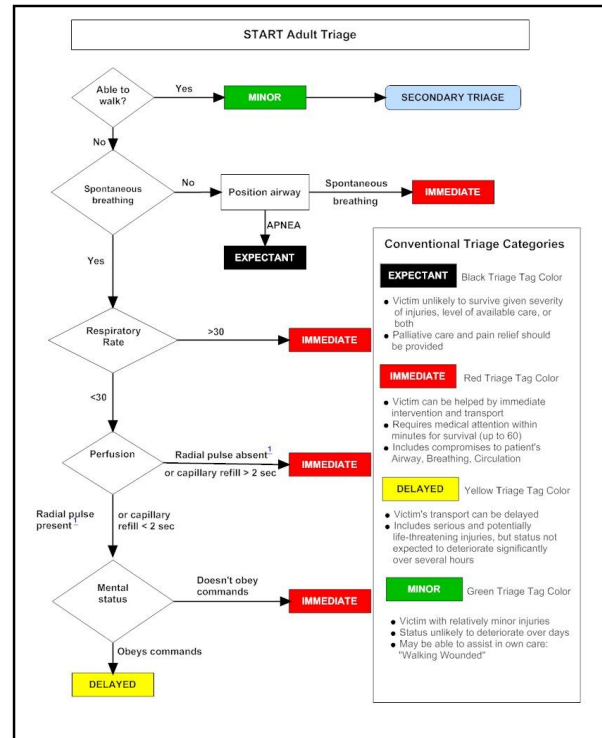 START Adult Triage
Able to
walk?
Yes
MINOR
SECONDARY TRIAGE
No
Spontaneous
breathing
No
Position airway
Spontaneous
breathing
IMMEDIATE
APNEA
EXPECTANT
Yes
Respiratory
Rate
>30
IMMEDIATE
<30
Perfusion
Radial pulse absent1
or capillary refill > 2 sec
IMMEDIATE
Radial pulse
present1
or capillary
refill < 2 sec
Mental
status
Doesn't obey
commands
IMMEDIATE
Obeys commands
DELAYED
Conventional Triage Categories
EXPECTANT Black Triage Tag Color
• Victim unlikely to survive given severity
of injuries, level of available care, or
both
• Palliative care and pain relief should
be provided
IMMEDIATE Red Triage Tag Color
• Victim can be helped by immediate
intervention and transport
• Requires medical attention within
minutes for survival (up to 60)
• Includes compromises to patient's
Airway, Breathing, Circulation
DELAYED Yellow Triage Tag Color
• Victim's transport can be delayed
• Includes serious and potentially
life-threatening injuries, but status not
expected to deteriorate significantly
over several hours
MINOR Green Triage Tag Color
• Victim with relatively minor injuries
• Status unlikely to deteriorate over days
• May be able to assist in own care:
"Walking Wounded"